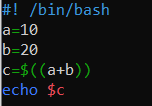 #! /bin/bash
a=10
b=20
c=$((a+b))
echo $c